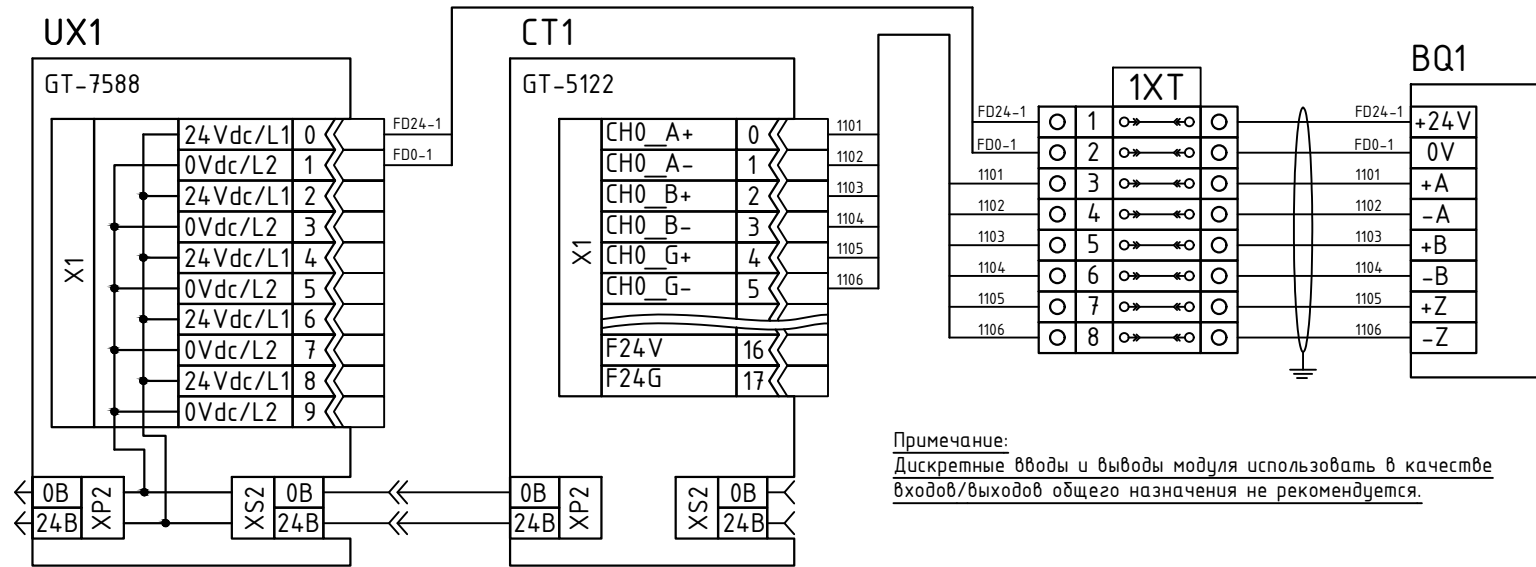 UX1
GT-7588
X1
24Vdc/L1 0 FD24-1
0Vdc/L2 1 FD0-1
24Vdc/L1 2
0Vdc/L2 3
24Vdc/L1 4
0Vdc/L2 5
24Vdc/L1 6
0Vdc/L2 7
24Vdc/L1 8
0Vdc/L2 9
0В
24В
XP2
XS2
0В
24В
CT1
GT-5122
X1
CH0__A+ 0 1101
CH0__A- 1 1102
CH0__B+ 2 1103
CH0__B- 3 1104
CH0__G+ 4 1105
CH0__G- 5 1106
F24V 16
F24G 17
0В
24В
XP2
XS2
0В
24В
1XT
FD24-1 1 FD24-1
FD0-1 2 FD0-1
1101 3 1101
1102 4 1102
1103 5 1103
1104 6 1104
1105 7 1105
1106 8 1106
BQ1
+24V
0V
+A
-A
+B
-B
+Z
-Z
Примечание:
Дискретные вводы и выводы модуля использовать в качестве
входов/выходов общего назначения не рекомендуется.